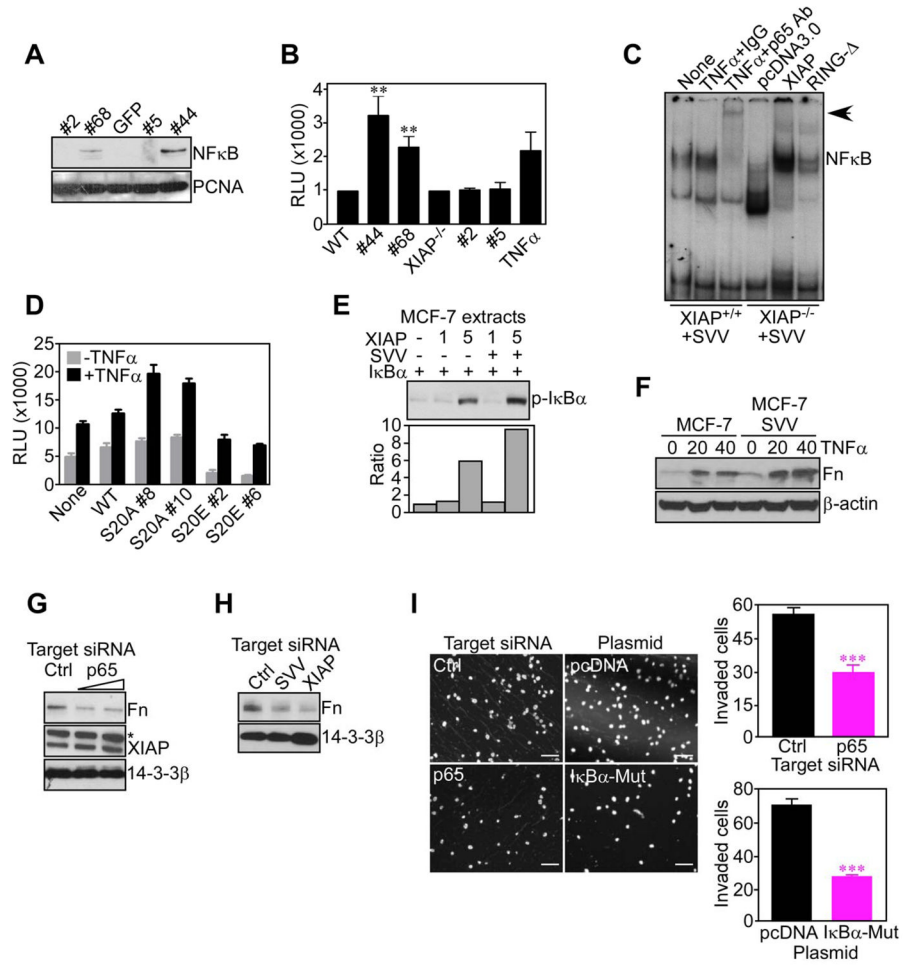 A
#2 #68 GFP #5 #44
NFκB
PCNA
B
RLU (x1000)
4
3
2
1
0
**
**
WT #44 #68 XIAP-/- #2 #5 TNFα
C
None TNFα+IgG TNFα+p65 Ab pcDNA3.0 XIAP RING-Δ
NFκB
XIAP+/+ XIAP-/-
+SVV +SVV
D
RLU (x1000)
25
20
15
10
5
0
-TNFα
+TNFα
None WT S20A #8 S20A #10 S20E #2 S20E #6
E
MCF-7 extracts
XIAP - 1 5 1 5
SVV + +
IκBα + + + + +
p-IκBα
Ratio
10
8
6
4
2
0
F
MCF-7 MCF-7 SVV
0 20 40 0 20 40 TNFα
Fn
β-actin
G
Target siRNA
Ctrl p65
Fn
*
XIAP
14-3-3β
H
Target siRNA
Ctrl SVV XIAP
Fn
14-3-3β
I
Target siRNA Plasmid
Ctrl pcDNA
p65 IκBα-Mut
Invaded cells
60
45
30
15
0
***
Ctrl p65
Target siRNA
Invaded cells
80
60
40
20
0
***
pcDNA IκBα-Mut
Plasmid